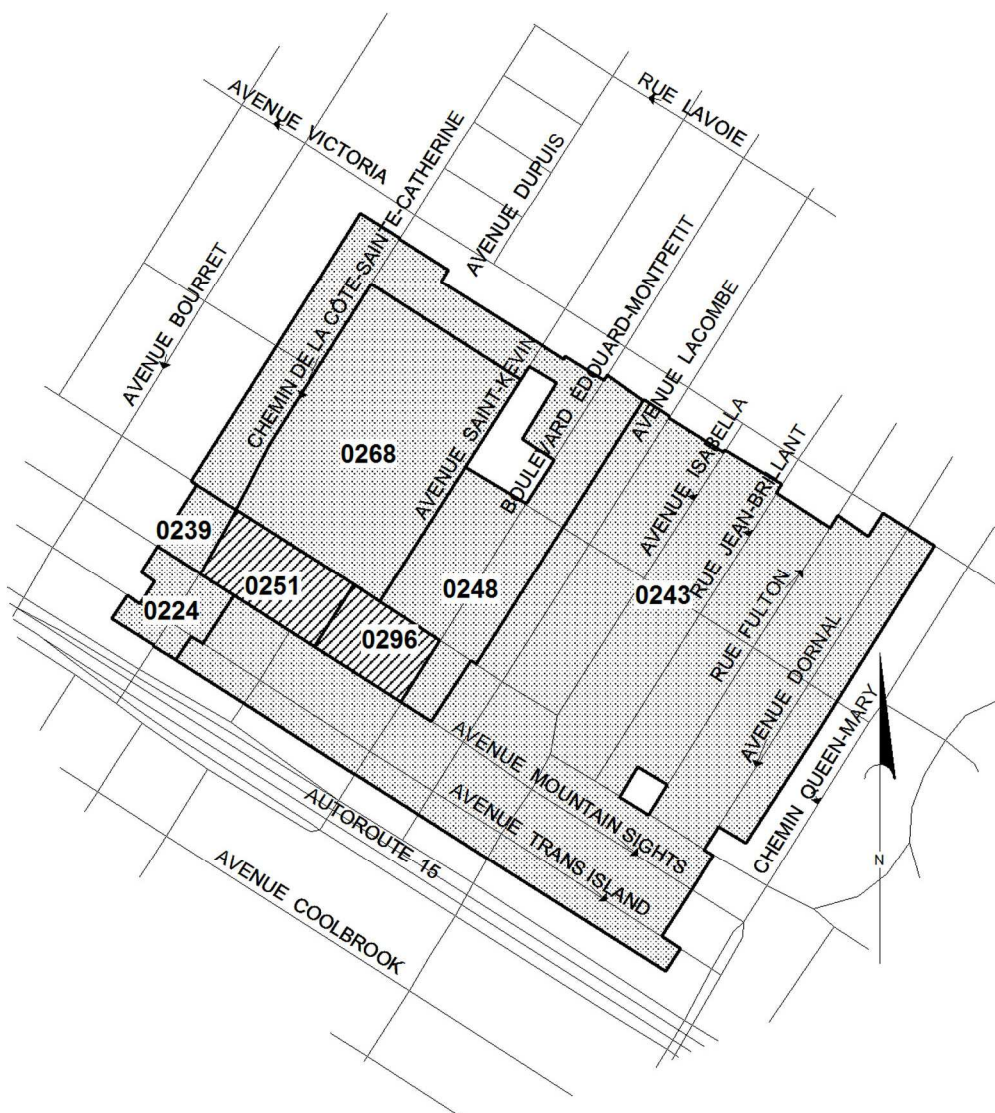 RUE LAVOIE
AVENUE VICTORIA
CHEMIN DE LA CÔTE-SAINTE-CATHERINE
AVENUE DUPUIS
AVENUE BOURRET
BOULEVARD ÉDOUARD-MONTPETIT
AVENUE LACOMBE
AVENUE SAINT-KEVIN
AVENUE ISABELLA
RUE JEAN-BRILLANT
0268
0239
0251
0248
0243
0224
0296
RUE FULTON
AVENUE DORNAL
CHEMIN QUEEN-MARY
AVENUE MOUNTAIN SIGHTS
AVENUE TRANS ISLAND
AUTOROUTE 15
AVENUE COOLBROOK
N